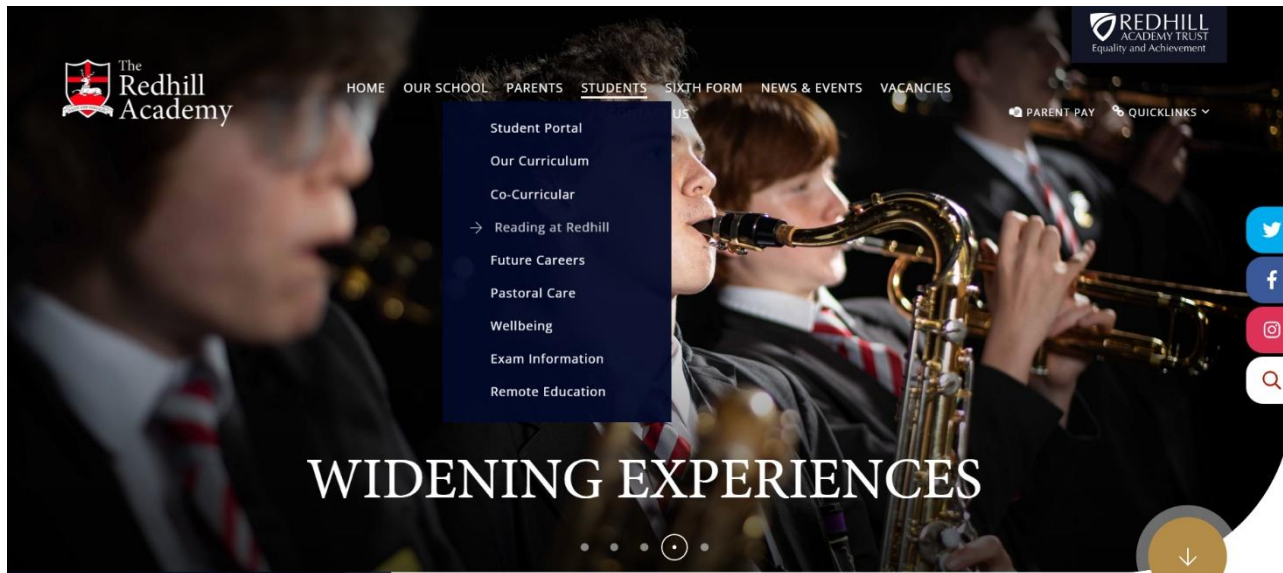 REDHILL
ACADEMY TRUST
Equality and Achievement
The
Redhill
Academy
HOME OUR SCHOOL PARENTS STUDENTS SIXTH FORM NEWS & EVENTS VACANCIES
US
PARENT PAY QUICKLINKS
Student Portal
Our Curriculum
Co-Curricular
Reading at Redhill
Future Careers
Pastoral Care
Wellbeing
Exam Information
Remote Education
WIDENING EXPERIENCES